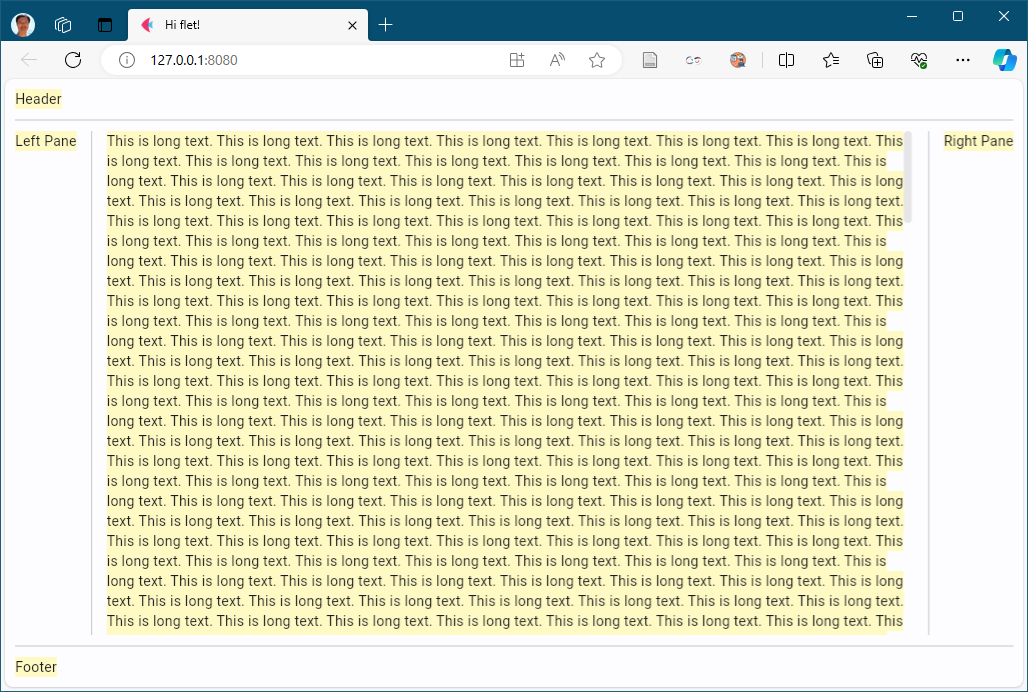 Hi flet!
127.0.0.1:8080
Header
Left Pane
This is long text. This is long text. This is long text. This is long text. This is long text. This is long text. This is long text. This
is long text. This is long text. This is long text. This is long text. This is long text. This is long text. This is long text. This is
long text. This is long text. This is long text. This is long text. This is long text. This is long text. This is long text. This is long
text. This is long text. This is long text. This is long text. This is long text. This is long text. This is long text. This is long text.
This is long text. This is long text. This is long text. This is long text. This is long text. This is long text. This is long text. This
is long text. This is long text. This is long text. This is long text. This is long text. This is long text. This is long text. This is
long text. This is long text. This is long text. This is long text. This is long text. This is long text. This is long text. This is long
text. This is long text. This is long text. This is long text. This is long text. This is long text. This is long text. This is long text.
This is long text. This is long text. This is long text. This is long text. This is long text. This is long text. This is long text. This
is long text. This is long text. This is long text. This is long text. This is long text. This is long text. This is long text. This is
long text. This is long text. This is long text. This is long text. This is long text. This is long text. This is long text. This is long
text. This is long text. This is long text. This is long text. This is long text. This is long text. This is long text. This is long text.
This is long text. This is long text. This is long text. This is long text. This is long text. This is long text. This is long text. This
is long text. This is long text. This is long text. This is long text. This is long text. This is long text. This is long text. This is
long text. This is long text. This is long text. This is long text. This is long text. This is long text. This is long text. This is long
text. This is long text. This is long text. This is long text. This is long text. This is long text. This is long text. This is long text.
This is long text. This is long text. This is long text. This is long text. This is long text. This is long text. This is long text. This
is long text. This is long text. This is long text. This is long text. This is long text. This is long text. This is long text. This is
long text. This is long text. This is long text. This is long text. This is long text. This is long text. This is long text. This is long
text. This is long text. This is long text. This is long text. This is long text. This is long text. This is long text. This is long text.
This is long text. This is long text. This is long text. This is long text. This is long text. This is long text. This is long text. This
is long text. This is long text. This is long text. This is long text. This is long text. This is long text. This is long text. This is
long text. This is long text. This is long text. This is long text. This is long text. This is long text. This is long text. This is long
text. This is long text. This is long text. This is long text. This is long text. This is long text. This is long text. This is long text.
This is long text. This is long text. This is long text. This is long text. This is long text. This is long text. This is long text. This
Right Pane
Footer